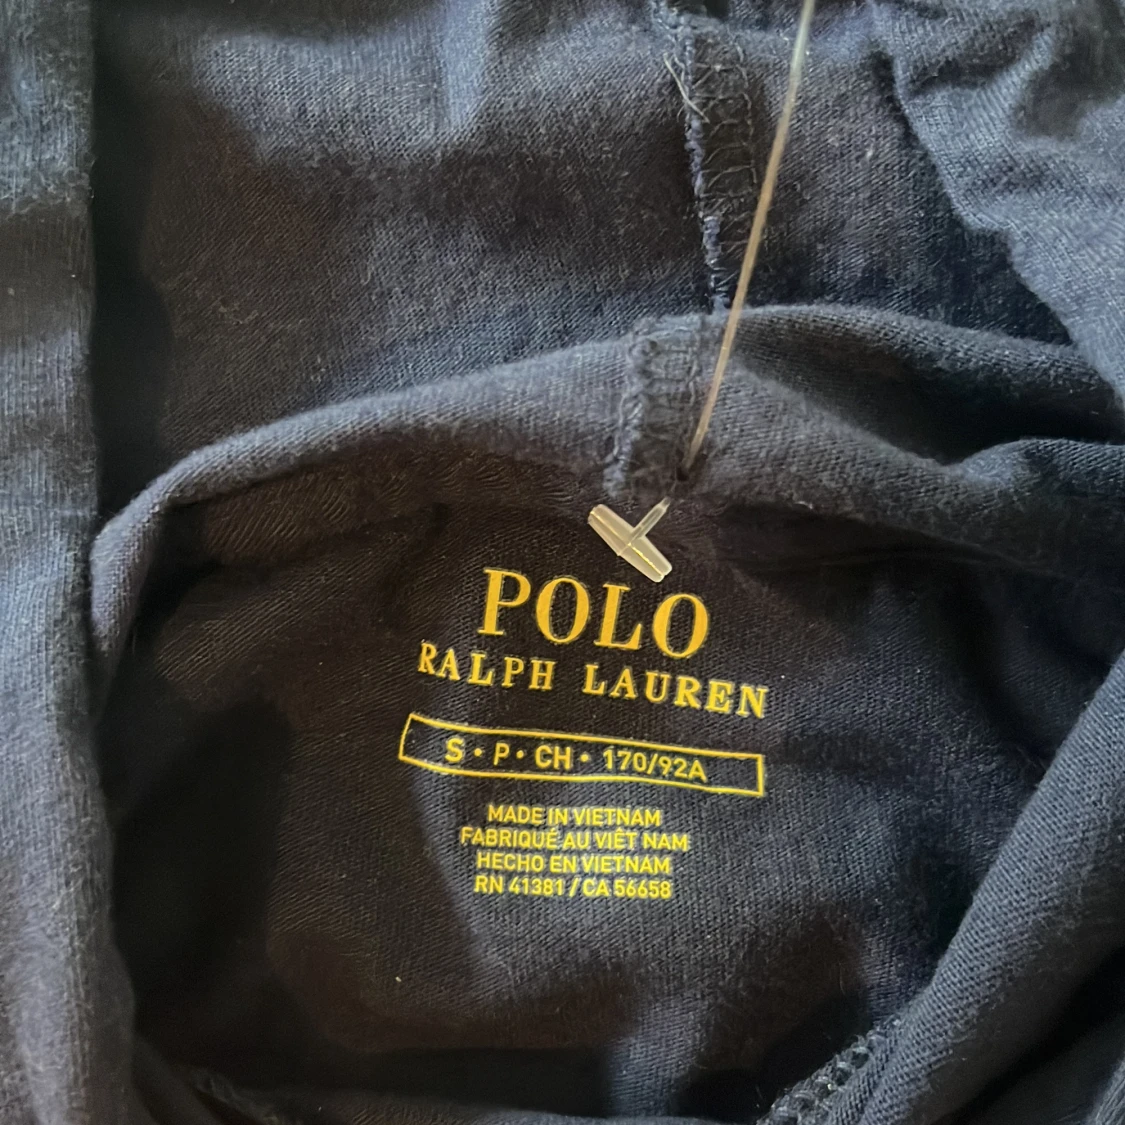 POLO
RALPH LAUREN
S • P • CH • 170/92A
MADE IN VIETNAM
FABRIQUÉ AU VIÊT NAM
HECHO EN VIETNAM
RN 41381 / CA 56658